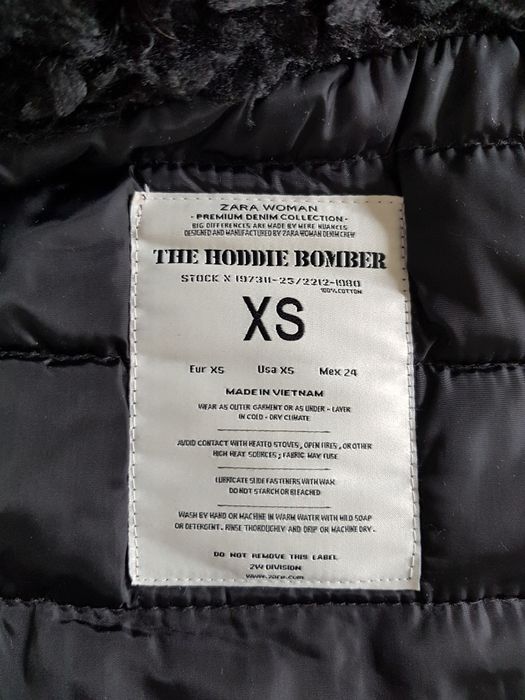 ZARA WOMAN
- PREMIUM DENIM COLLECTION -
BIG DIFFERENCES ARE MADE BY MERE NUANCES
DESIGNED AND MANUFACTURED BY ZARA WOMAN DENIM CREW
THE HODDIE BOMBER
STOCK X 197311-23/2212-1980
100% COTTON
XS
Eur XS Usa XS Mex 24
MADE IN VIETNAM
WEAR AS OUTER GARMENT OR AS UNDER - LAYER
IN COLD - DRY CLIMATE
AVOID CONTACT WITH HEATED STOVES , OPEN FIRES , OR OTHER
HIGH HEAT SOURCES ; FABRIC MAY FUSE
LUBRICATE SLIDE FASTENERS WITH WAX
DO NOT STARCH OR BLEACHED
WASH BY HAND OR MACHINE IN WARM WATER WITH MILD SOAP
OR DETERGENT . RINSE THOROUGHLY AND DRIP OR MACHINE DRY .
DO NOT REMOVE THIS LABEL
ZW DIVISION
www.zara.com